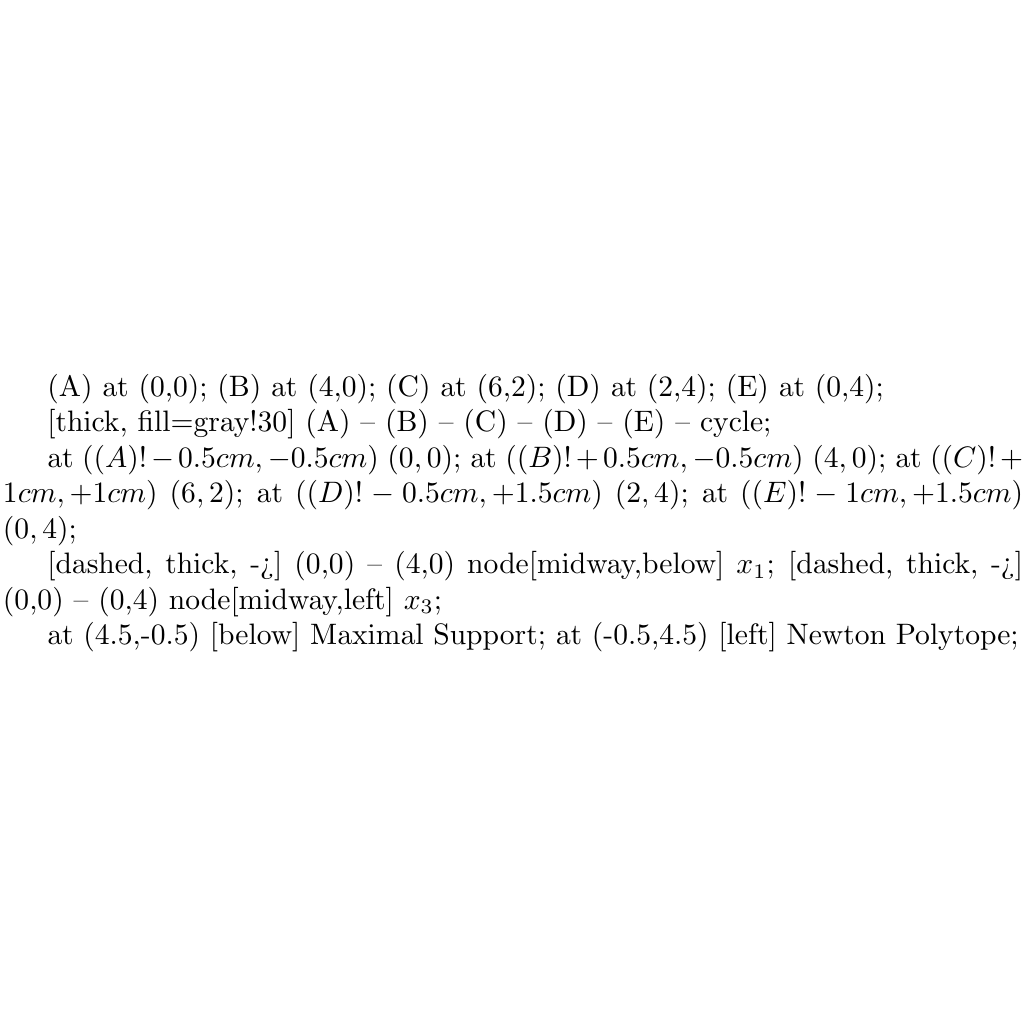 (A) at (0,0); (B) at (4,0); (C) at (6,2); (D) at (2,4); (E) at (0,4);
[thick, fill=gray!30] (A) – (B) – (C) – (D) – (E) – cycle;
at ((A)! − 0.5cm, −0.5cm) (0, 0); at ((B)! + 0.5cm, −0.5cm) (4, 0); at ((C)! +
1cm, +1cm) (6, 2); at ((D)! − 0.5cm, +1.5cm) (2, 4); at ((E)! − 1cm, +1.5cm)
(0, 4);
[dashed, thick, -¿] (0,0) – (4,0) node[midway,below] x₁; [dashed, thick, -¿]
(0,0) – (0,4) node[midway,left] x₃;
at (4.5,-0.5) [below] Maximal Support; at (-0.5,4.5) [left] Newton Polytope;